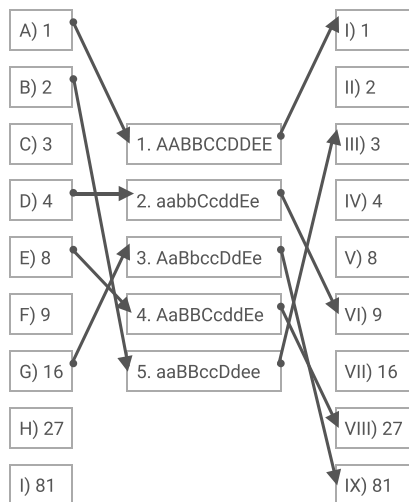 A) 1
B) 2
C) 3
D) 4
E) 8
F) 9
G) 16
H) 27
I) 81
1. AABBCCDDEE
2. aabbCcddEe
3. AaBbccDdEe
4. AaBBCcddEe
5. aaBBccDdee
I) 1
II) 2
III) 3
IV) 4
V) 8
VI) 9
VII) 16
VIII) 27
IX) 81